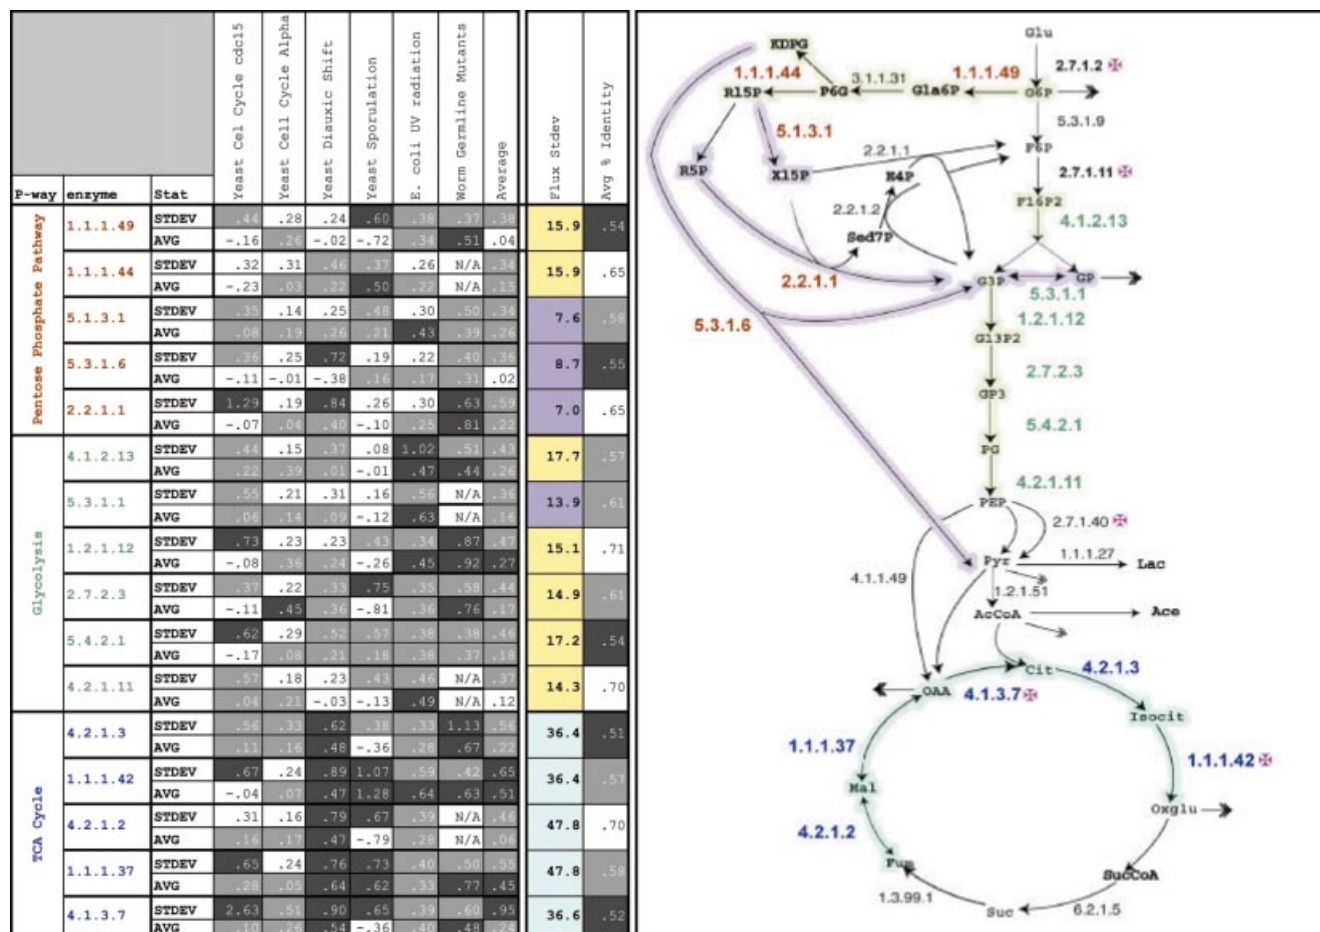 Yeast Cel Cycle cdc15
Yeast Cell Cycle Alpha
Yeast Diauxic Shift
Yeast Sporulation
E. coli UV radiation
Worm Germline Mutants
Average
Flux Stdev
Avg % Identity
P-way enzyme Stat
Pentose Phosphate Pathway
1.1.1.49 STDEV .44 .28 .24 .60 .38 .37 .38 15.9 .54
AVG -.16 .26 -.02 -.72 .34 .51 .04
1.1.1.44 STDEV .32 .31 .46 .37 .26 N/A .34 15.9 .65
AVG -.23 .03 .22 .50 .22 N/A .15
5.1.3.1 STDEV .35 .14 .25 .48 .30 .50 .34 7.6 .58
AVG .08 .19 .26 .21 .43 .39 .26
5.3.1.6 STDEV .36 .25 .72 .19 .22 .40 .36 8.7 .55
AVG -.11 -.01 -.38 .16 .17 .31 .02
2.2.1.1 STDEV 1.29 .19 .84 .26 .30 .63 .59 7.0 .65
AVG -.07 .04 .40 -.10 .25 .81 .22
Glycolysis
4.1.2.13 STDEV .44 .15 .37 .08 1.02 .51 .43 17.7 .57
AVG .22 .39 .01 -.01 .47 .44 .26
5.3.1.1 STDEV .55 .21 .31 .16 .56 N/A .36 13.9 .61
AVG .06 .14 .09 -.12 .63 N/A .16
1.2.1.12 STDEV .73 .23 .23 .43 .34 .87 .47 15.1 .71
AVG -.08 .36 .24 -.26 .45 .92 .27
2.7.2.3 STDEV .37 .22 .33 .75 .35 .58 .44 14.9 .61
AVG -.11 .45 .36 -.81 .36 .76 .17
5.4.2.1 STDEV .62 .29 .52 .57 .38 .38 .46 17.2 .54
AVG -.17 .08 .21 .18 .38 .37 .18
4.2.1.11 STDEV .57 .18 .23 .43 .46 N/A .37 14.3 .70
AVG .04 .21 -.03 -.13 .49 N/A .12
TCA Cycle
4.2.1.3 STDEV .56 .33 .62 .38 .33 1.13 .56 36.4 .51
AVG .11 .16 .48 -.36 .28 .67 .22
1.1.1.42 STDEV .67 .24 .89 1.07 .59 .42 .65 36.4 .57
AVG -.04 .07 .47 1.28 .64 .63 .51
4.2.1.2 STDEV .31 .16 .79 .67 .39 N/A .46 47.8 .70
AVG .16 .17 .47 -.79 .28 N/A .06
1.1.1.37 STDEV .65 .24 .76 .73 .40 .50 .55 47.8 .58
AVG .28 .05 .64 .62 .33 .77 .45
4.1.3.7 STDEV 2.63 .51 .90 .65 .39 .60 .95 36.6 .52
AVG .10 .26 .54 -.36 .40 .48 .24
Glu
KDPG
2.7.1.2
1.1.1.44 3.1.1.31 1.1.1.49
Rl5P P6G Gla6P G6P
5.1.3.1 5.3.1.9
2.2.1.1 F6P
R5P Xl5P E4P 2.7.1.11
F16P2
2.2.1.2 4.1.2.13
Sed7P
2.2.1.1 G3P GP
5.3.1.1
5.3.1.6 1.2.1.12
G13P2
2.7.2.3
GP3
5.4.2.1
PG
4.2.1.11
PEP
2.7.1.40
1.1.1.27
Pyr Lac
4.1.1.49
1.2.1.51
AcCoA Ace
Cit 4.2.1.3
OAA 4.1.3.7
Isocit
1.1.1.37
1.1.1.42
Mal
Oxglu
4.2.1.2
Fum
SucCoA
1.3.99.1
Suc 6.2.1.5